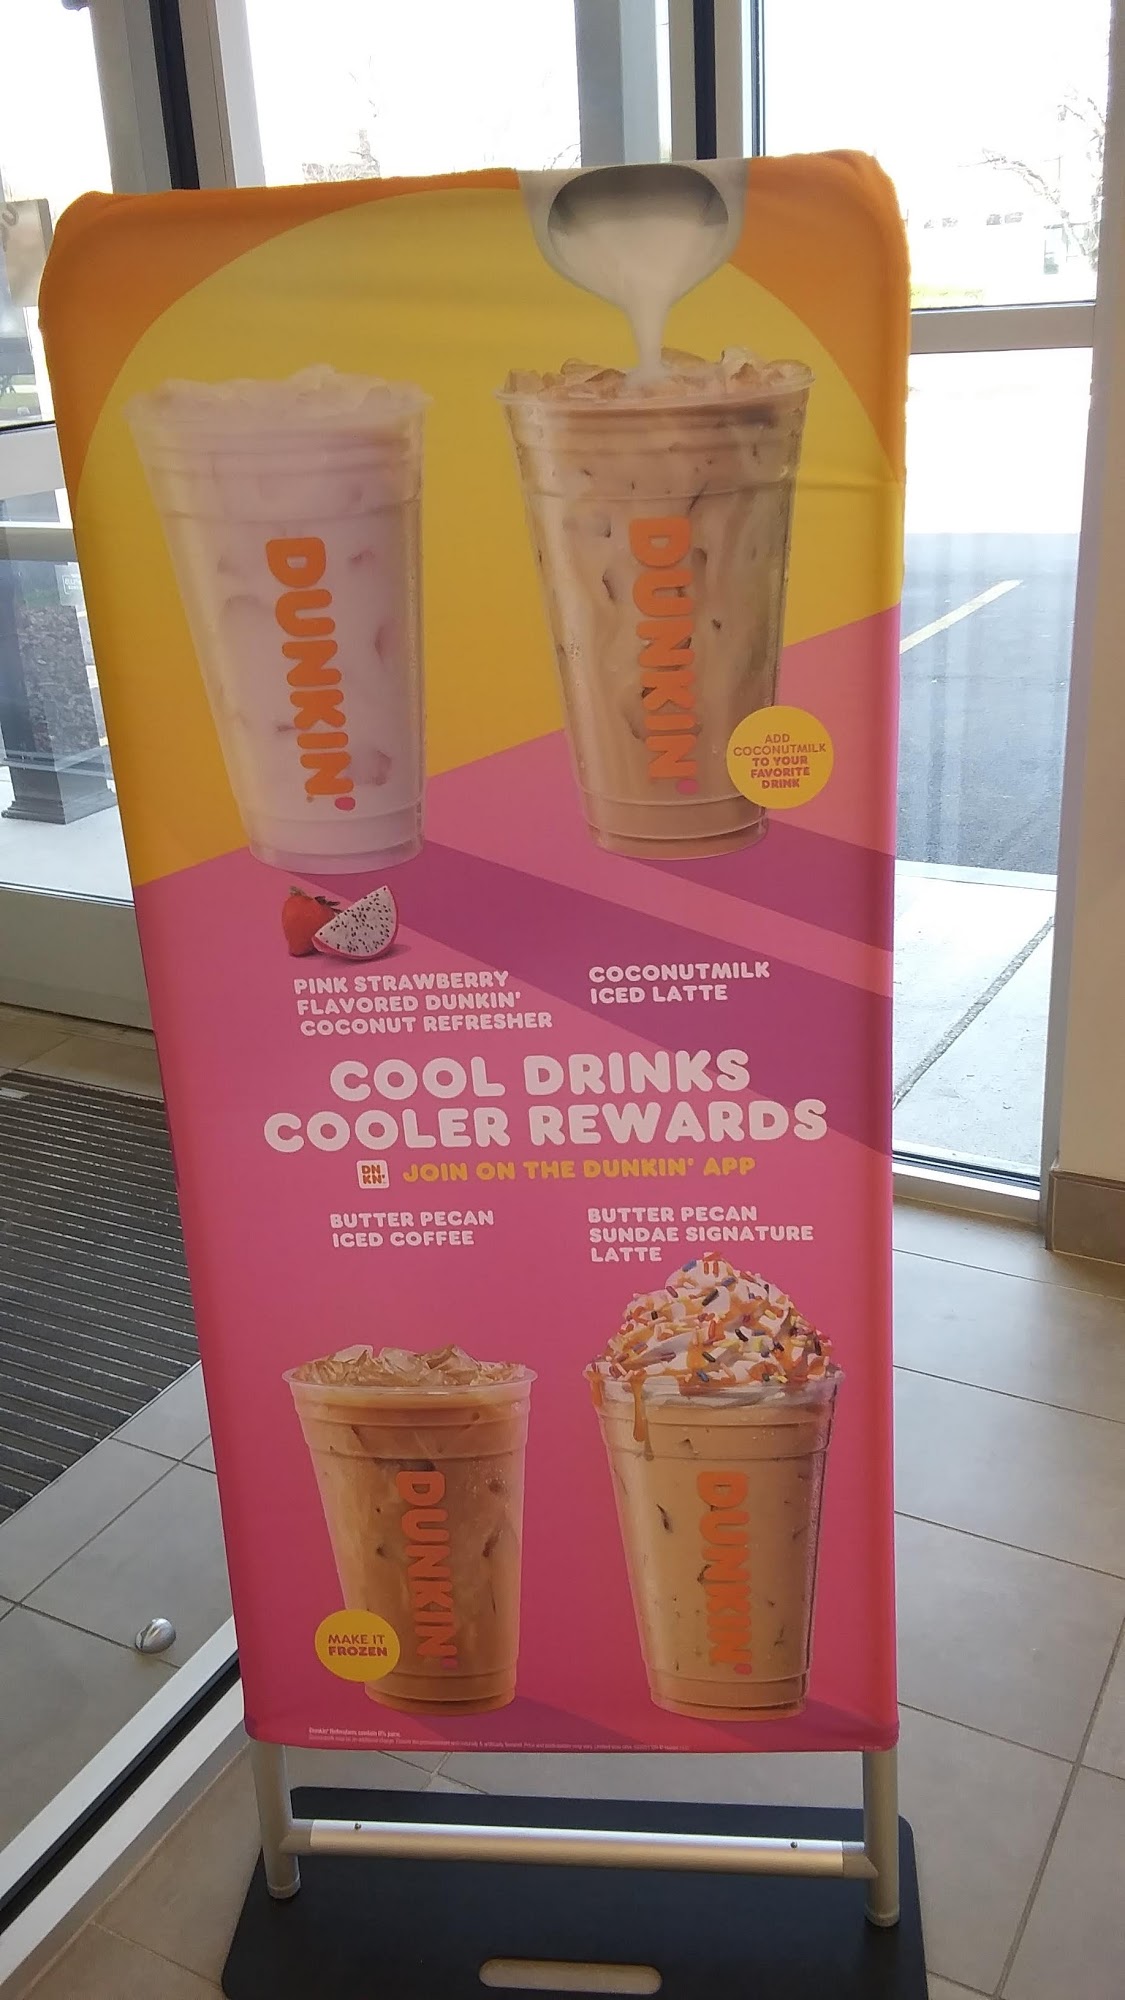 DUNKIN'
DUNKIN'
ADD
COCONUTMILK
TO YOUR
FAVORITE
DRINK
PINK STRAWBERRY
FLAVORED DUNKIN'
COCONUT REFRESHER
COCONUTMILK
ICED LATTE
COOL DRINKS
COOLER REWARDS
DN
KN'
JOIN ON THE DUNKIN' APP
BUTTER PECAN
ICED COFFEE
BUTTER PECAN
SUNDAE SIGNATURE
LATTE
DUNKIN'
DUNKIN'
MAKE IT
FROZEN